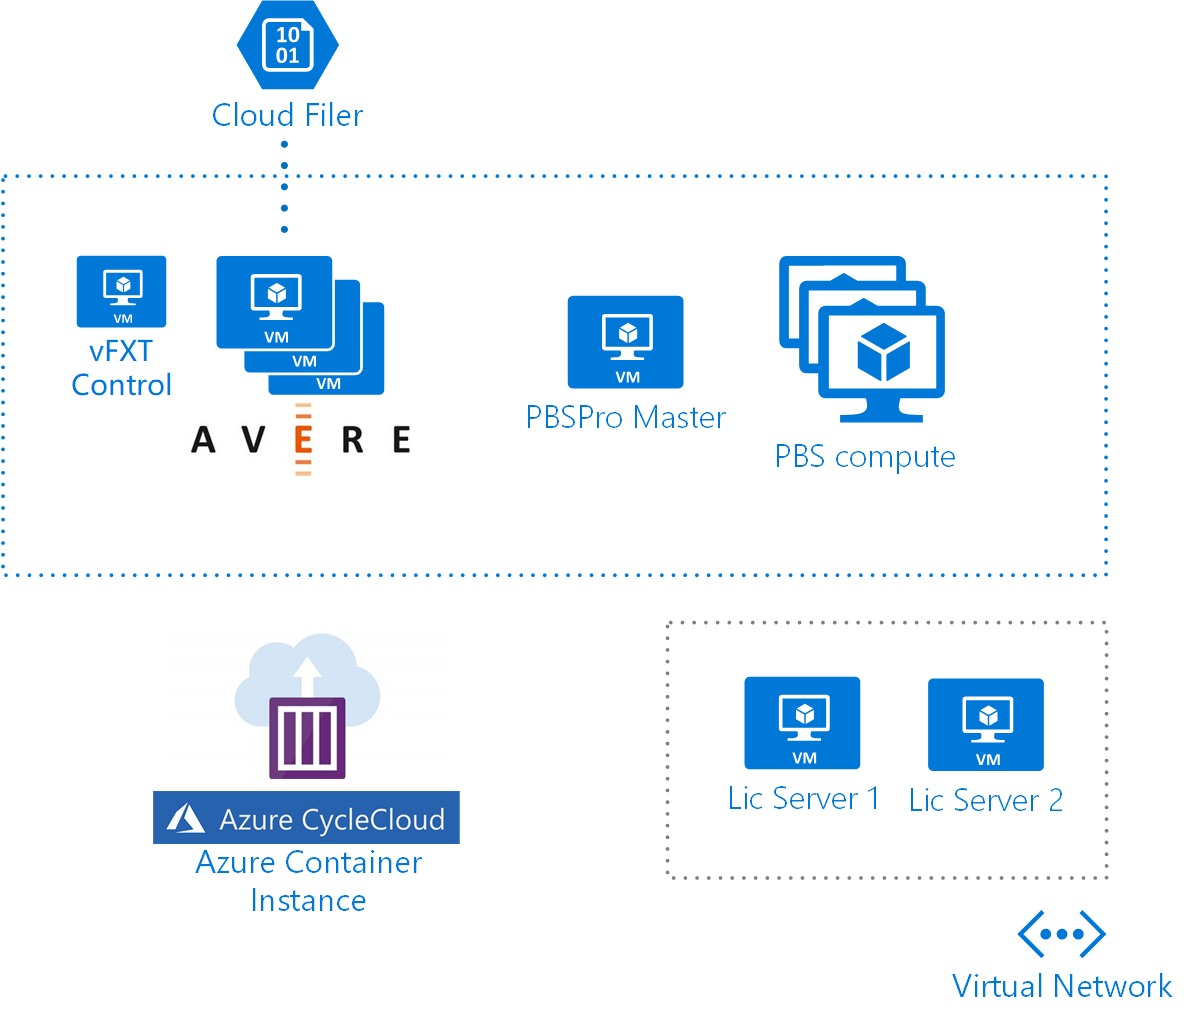 10
01
Cloud Filer
VM
vFXT
Control
VM
VM
VM
AVERE
VM
PBSPro Master
PBS compute
Azure CycleCloud
Azure Container
Instance
VM
Lic Server 1
VM
Lic Server 2
Virtual Network